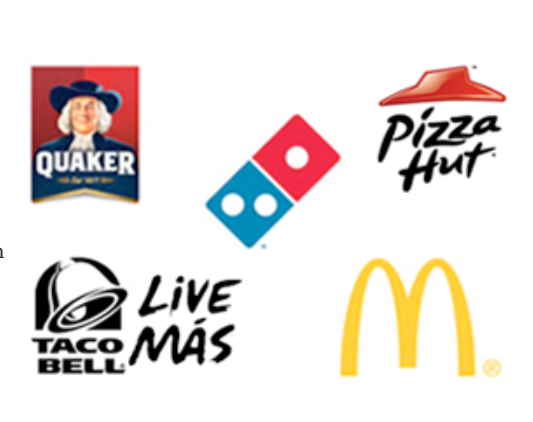 QUAKER
Pizza
Hut
n
TACO
BELL
LiVE
MÁS
®